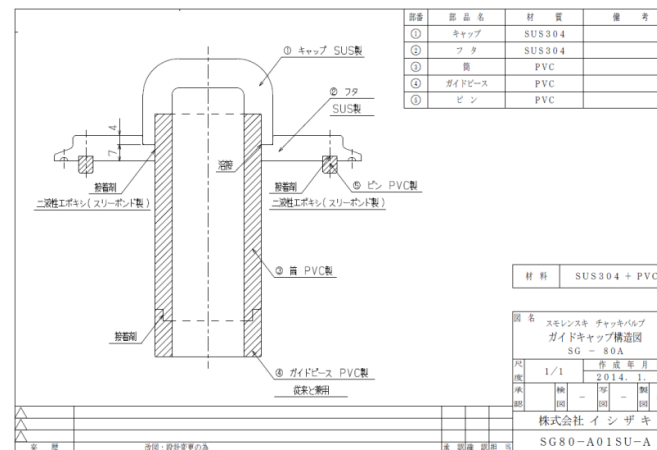 部番 部品名 材質 備考
① キャップ SUS304
② フタ SUS304
③ 筒 PVC
④ ガイドピース PVC
⑤ ピン PVC
① キャップ SUS製
② フタ
SUS製
4
7
溶接
接着剤
二液性エポキシ(スリーボンド製)
接着剤
二液性エポキシ(スリーボンド製)
⑤ ピン PVC製
③ 筒 PVC製
接着剤
④ ガイドピース PVC製
従来と兼用
材料 SUS304 + PVC
図名 スモレンスキ チャッキバルブ
ガイドキャップ構造図
SG - 80A
尺度 1/1 作成年月
2014. 1.
承認 検図 - 写図 - 製図
株式会社 イシザキ
SG80-A01SU-A
変歴 改図・設計変更の為 承認 確認 担当